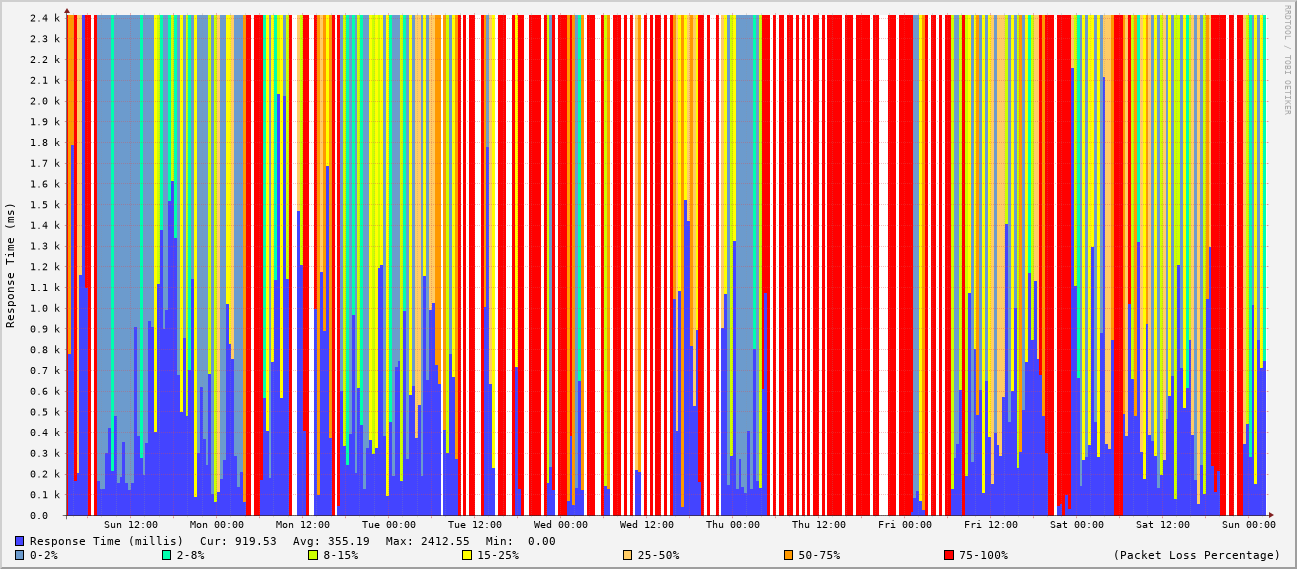 2.4 k
2.3 k
2.2 k
2.1 k
2.0 k
1.9 k
1.8 k
1.7 k
1.6 k
1.5 k
1.4 k
1.3 k
1.2 k
1.1 k
1.0 k
0.9 k
0.8 k
0.7 k
0.6 k
0.5 k
0.4 k
0.3 k
0.2 k
0.1 k
0.0
Response Time (ms)
RRDTOOL / TOBI OETIKER
Sun 12:00 Mon 00:00 Mon 12:00 Tue 00:00 Tue 12:00 Wed 00:00 Wed 12:00 Thu 00:00 Thu 12:00 Fri 00:00 Fri 12:00 Sat 00:00 Sat 12:00 Sun 00:00
Response Time (millis) Cur: 919.53 Avg: 355.19 Max: 2412.55 Min: 0.00
0-2% 2-8% 8-15% 15-25% 25-50% 50-75% 75-100% (Packet Loss Percentage)